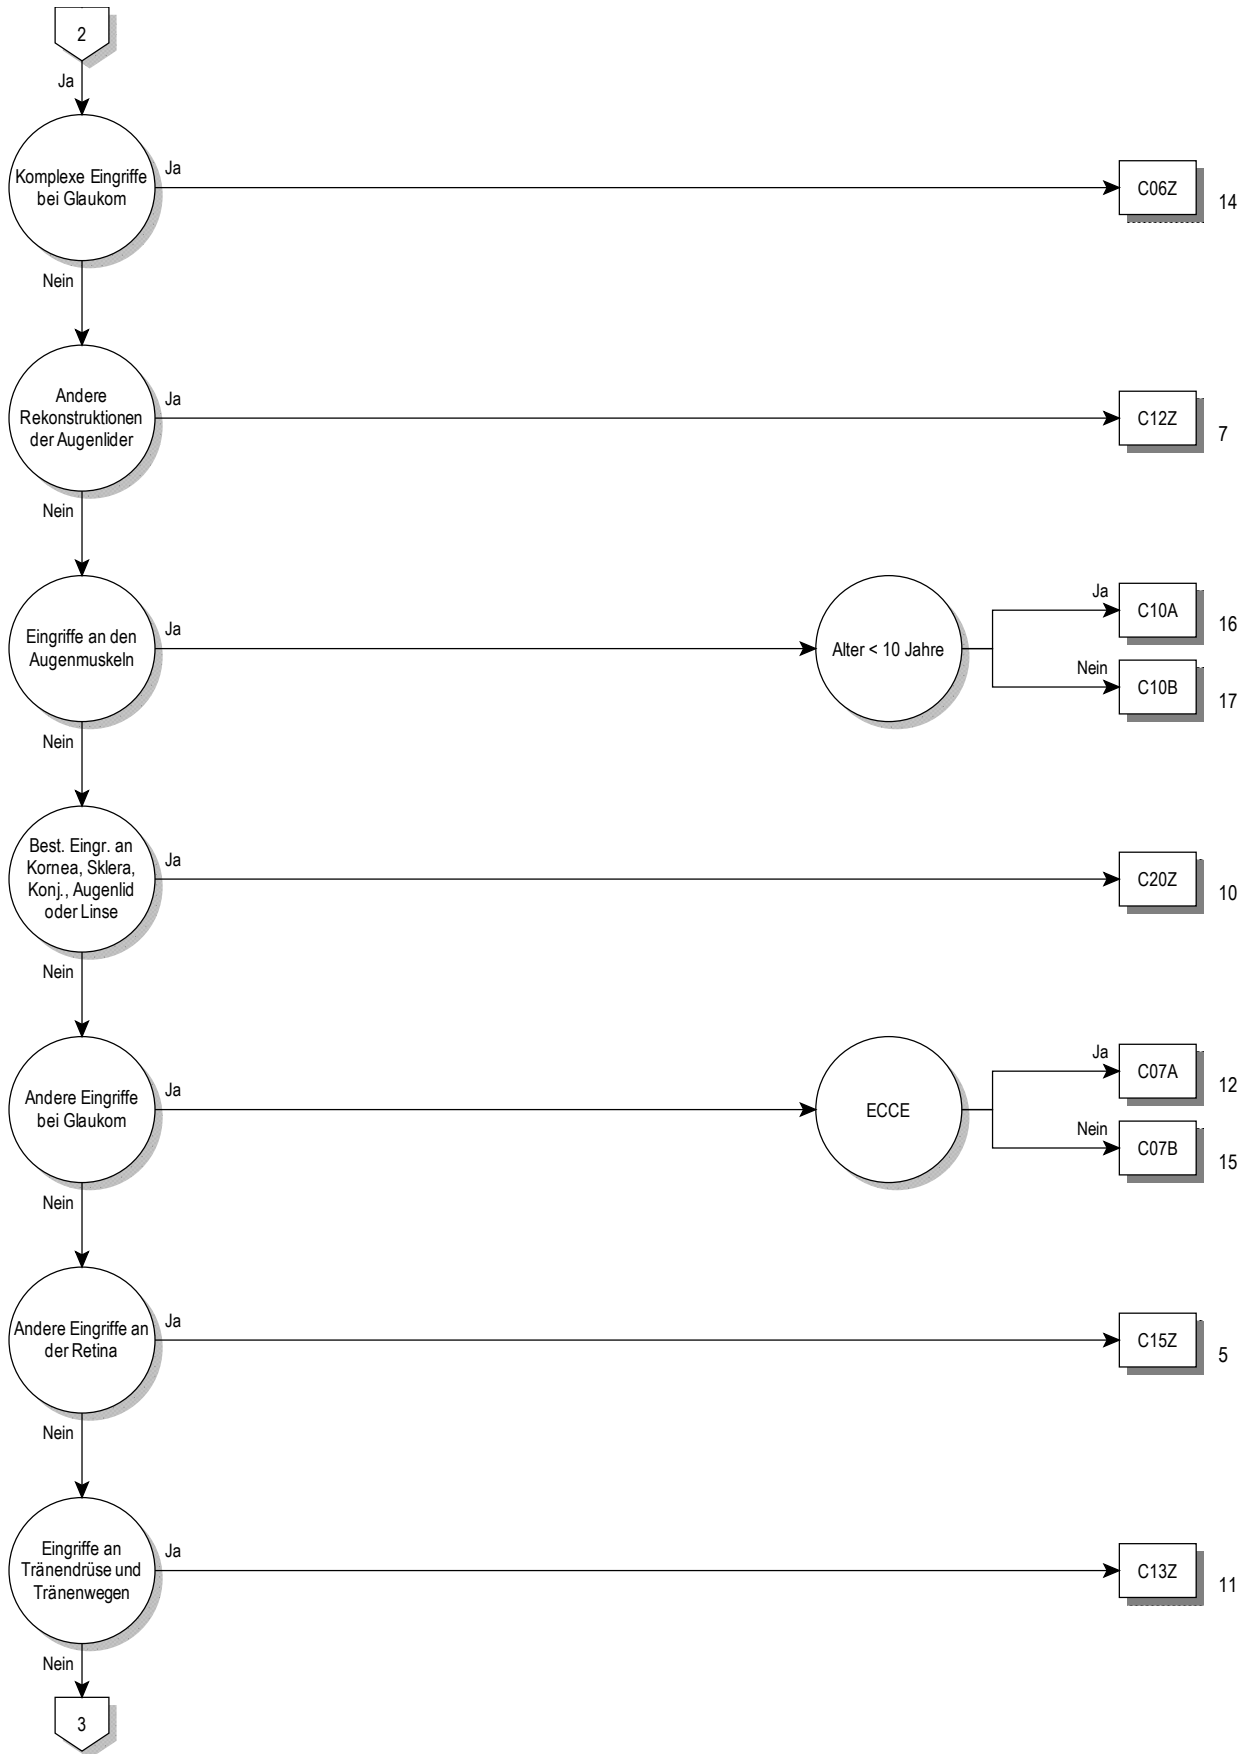 2
Ja
Komplexe Eingriffe
bei Glaukom
Ja
C06Z
14
Nein
Andere
Rekonstruktionen
der Augenlider
Ja
C12Z
7
Nein
Eingriffe an den
Augenmuskeln
Ja
Alter < 10 Jahre
Ja
C10A
16
Nein
C10B
17
Nein
Best. Eingr. an
Kornea, Sklera,
Konj., Augenlid
oder Linse
Ja
C20Z
10
Nein
Andere Eingriffe
bei Glaukom
Ja
ECCE
Ja
C07A
12
Nein
C07B
15
Nein
Andere Eingriffe an
der Retina
Ja
C15Z
5
Nein
Eingriffe an
Tränendrüse und
Tränenwegen
Ja
C13Z
11
Nein
3